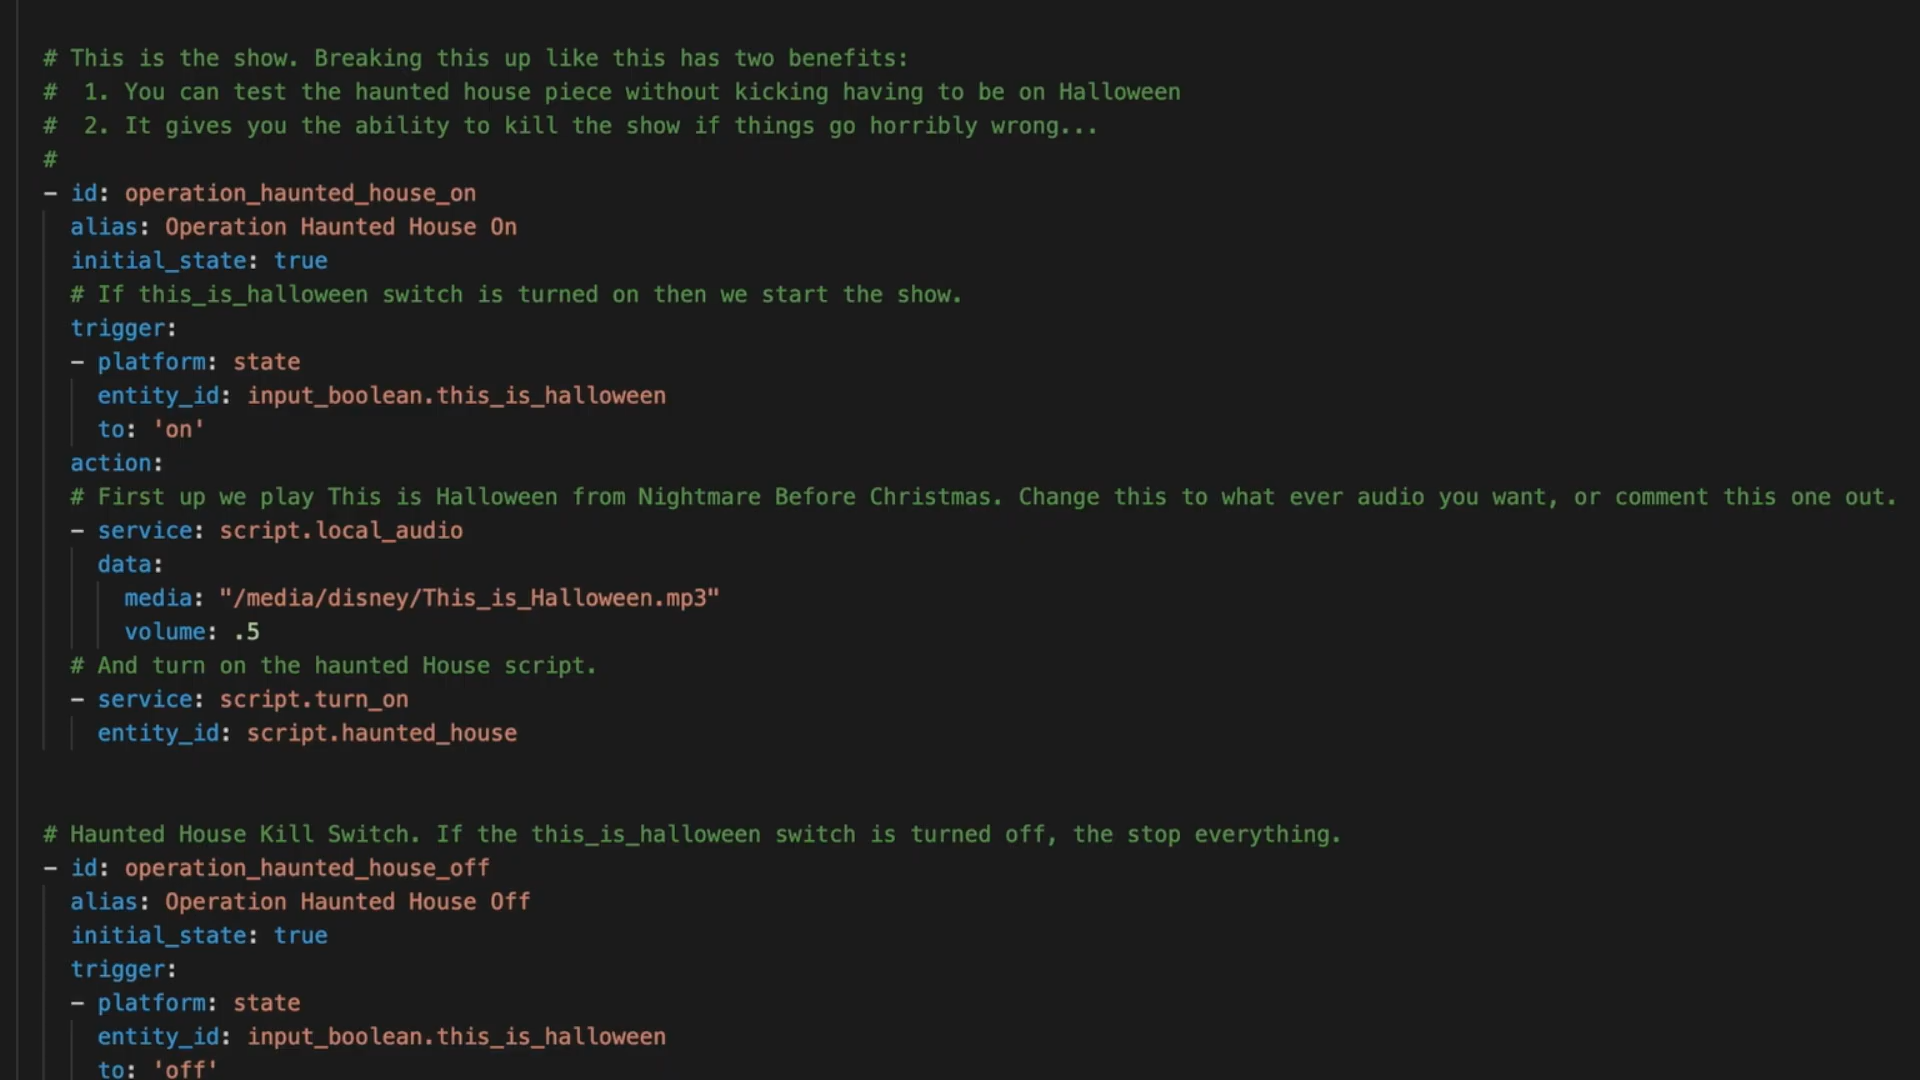 # This is the show. Breaking this up like this has two benefits:
#  1. You can test the haunted house piece without kicking having to be on Halloween
#  2. It gives you the ability to kill the show if things go horribly wrong...
#
- id: operation_haunted_house_on
  alias: Operation Haunted House On
  initial_state: true
  # If this_is_halloween switch is turned on then we start the show.
  trigger:
  - platform: state
    entity_id: input_boolean.this_is_halloween
    to: 'on'
  action:
  # First up we play This is Halloween from Nightmare Before Christmas. Change this to what ever audio you want, or comment this one out.
  - service: script.local_audio
    data:
      media: "/media/disney/This_is_Halloween.mp3"
      volume: .5
  # And turn on the haunted House script.
  - service: script.turn_on
    entity_id: script.haunted_house
# Haunted House Kill Switch. If the this_is_halloween switch is turned off, the stop everything.
- id: operation_haunted_house_off
  alias: Operation Haunted House Off
  initial_state: true
  trigger:
  - platform: state
    entity_id: input_boolean.this_is_halloween
    to: 'off'